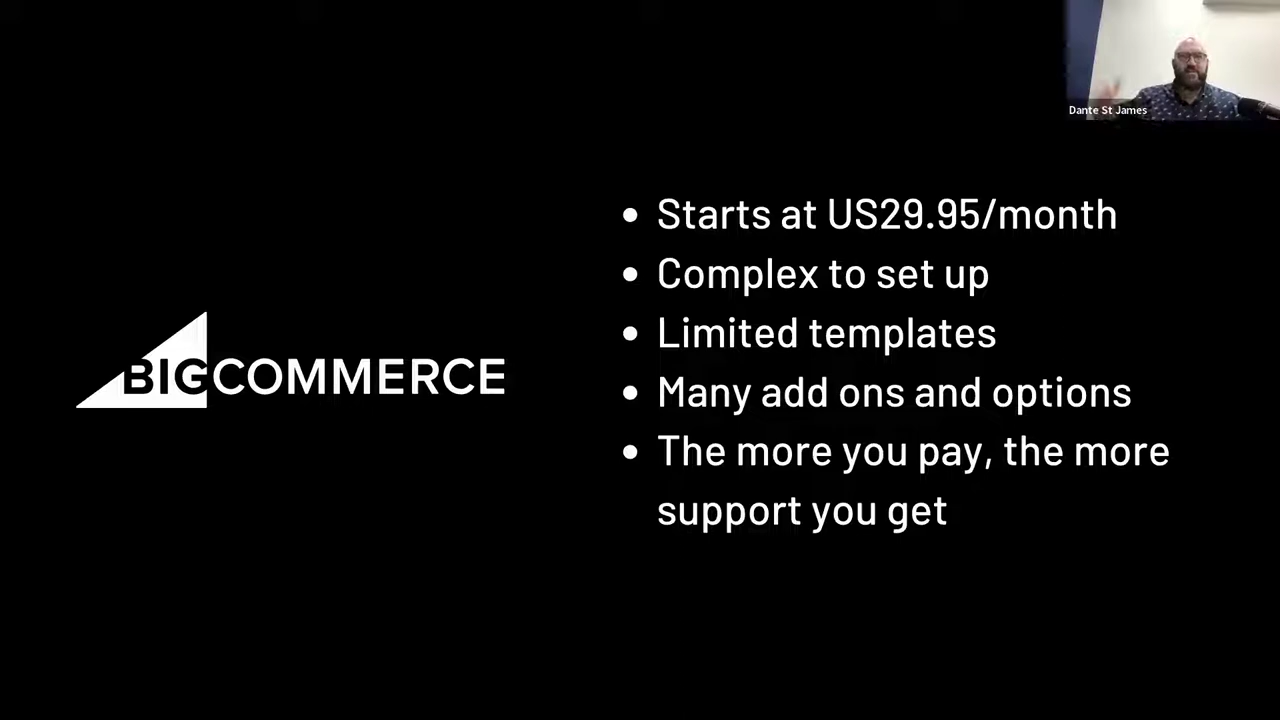 Dante St James
Starts at US29.95/month
Complex to set up
Limited templates
BIGCOMMERCE
Many add ons and options
The more you pay, the more
support you get